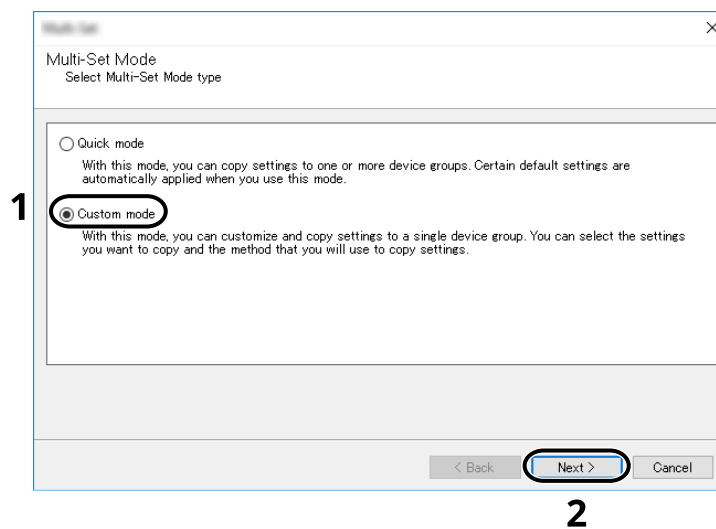 Multi-Set Mode
Select Multi-Set Mode type
Quick mode
With this mode, you can copy settings to one or more device groups. Certain default settings are
automatically applied when you use this mode.
1
Custom mode
With this mode, you can customize and copy settings to a single device group. You can select the settings
you want to copy and the method that you will use to copy settings.
< Back
Next >
Cancel
2